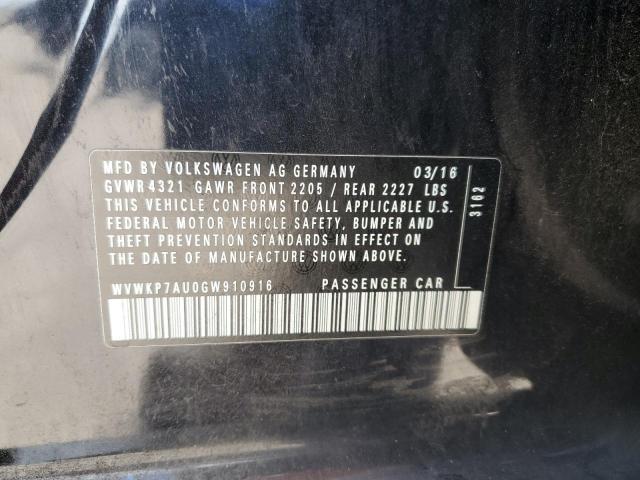 MFD BY VOLKSWAGEN AG GERMANY 03/16
GVWR 4321 GAWR FRONT 2205 / REAR 2227 LBS
THIS VEHICLE CONFORMS TO ALL APPLICABLE U.S.
FEDERAL MOTOR VEHICLE SAFETY, BUMPER AND
THEFT PREVENTION STANDARDS IN EFFECT ON
THE DATE OF MANUFACTURE SHOWN ABOVE.
WVWKP7AU0GW910916 PASSENGER CAR
3162